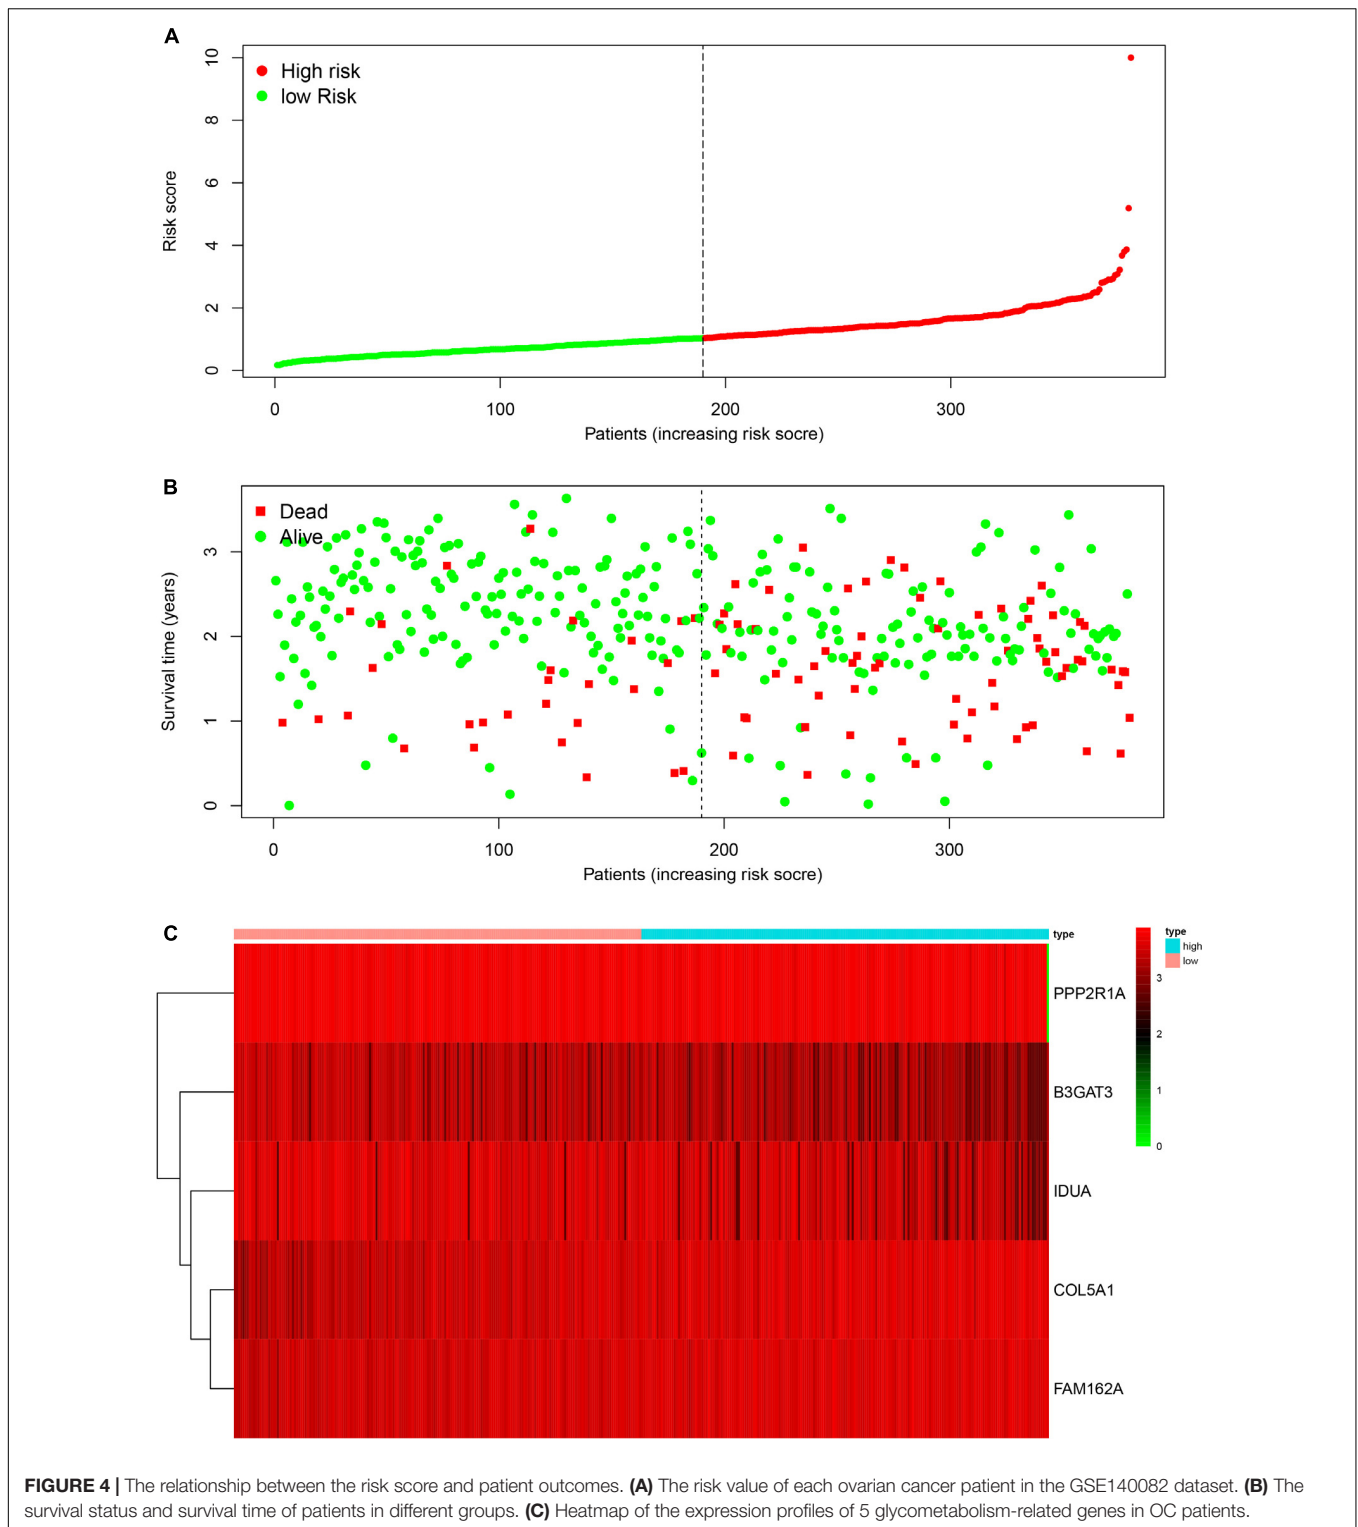 A
High risk
low Risk
10
8
6
4
2
0
Risk score
0 100 200 300
Patients (increasing risk socre)
B
Dead
Alive
3
2
1
0
Survival time (years)
0 100 200 300
Patients (increasing risk socre)
C
type
PPP2R1A
B3GAT3
IDUA
COL5A1
FAM162A
3
2
1
0
type
high
low
FIGURE 4 | The relationship between the risk score and patient outcomes. (A) The risk value of each ovarian cancer patient in the GSE140082 dataset. (B) The
survival status and survival time of patients in different groups. (C) Heatmap of the expression profiles of 5 glycometabolism-related genes in OC patients.